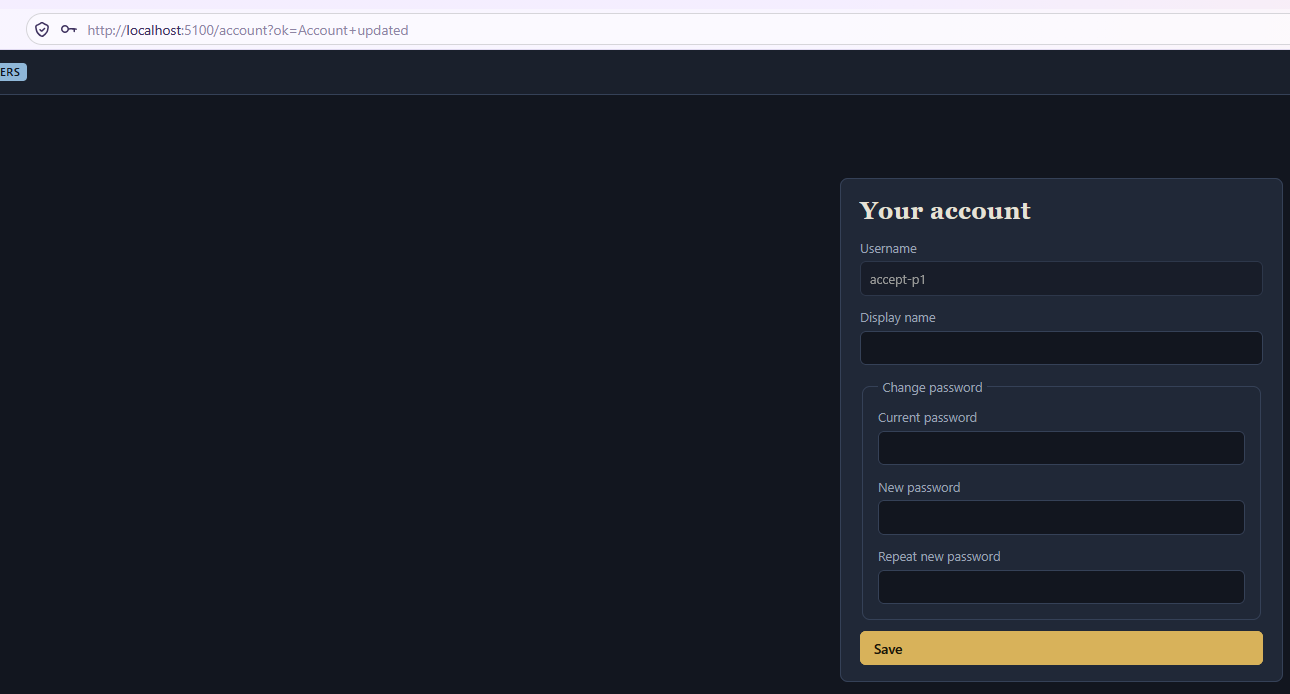 http://localhost:5100/account?ok=Account+updated
ERS
Your account
Username
accept-p1
Display name
Change password
Current password
New password
Repeat new password
Save